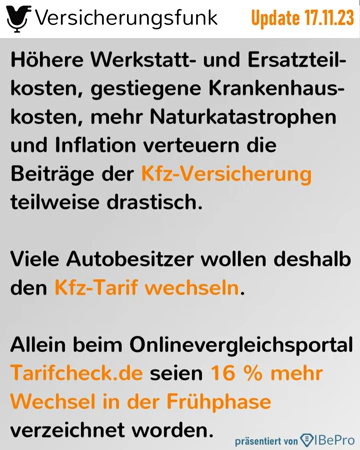 Versicherungsfunk
Update 17.11.23
Höhere Werkstatt- und Ersatzteil-
kosten, gestiegene Krankenhaus-
kosten, mehr Naturkatastrophen
und Inflation verteuern die
Beiträge der Kfz-Versicherung
teilweise drastisch.
Viele Autobesitzer wollen deshalb
den Kfz-Tarif wechseln.
Allein beim Onlinevergleichsportal
Tarifcheck.de seien 16 % mehr
Wechsel in der Frühphase
verzeichnet worden.
präsentiert von IBePro